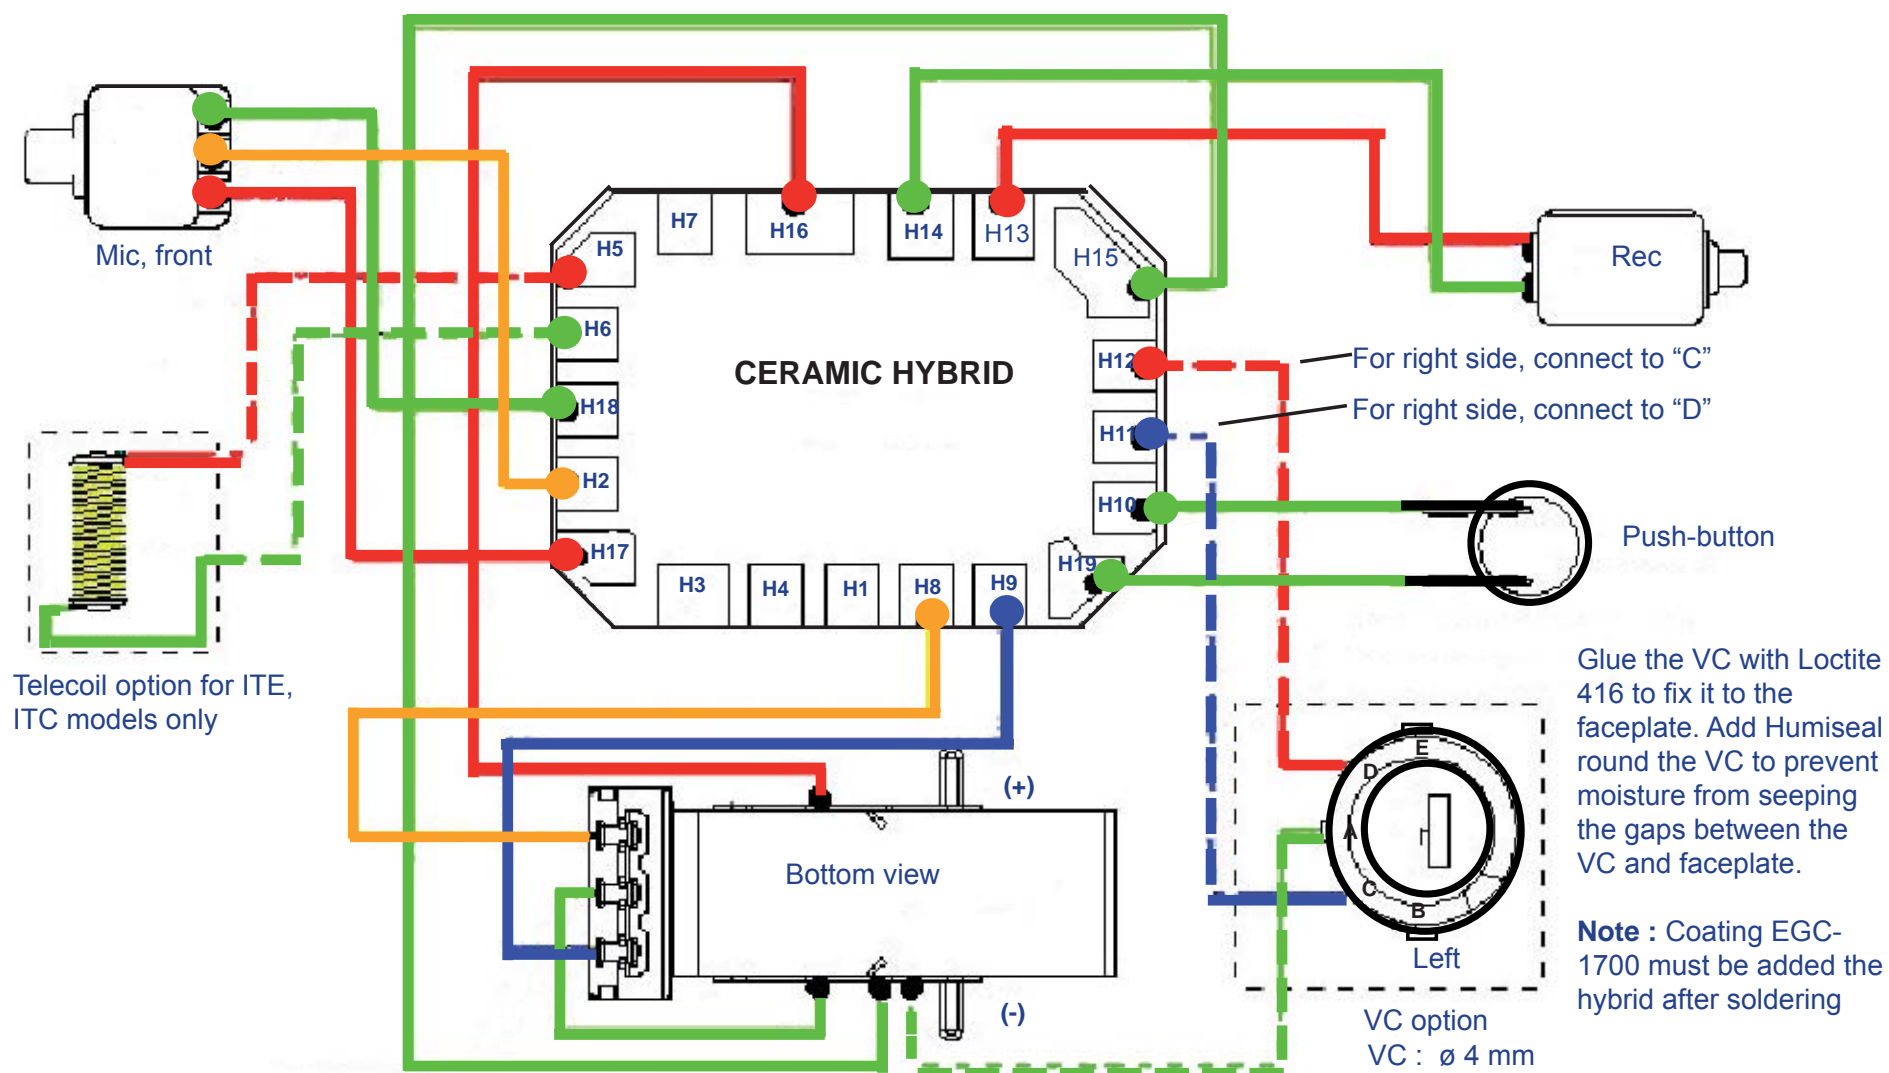 Mic, front
H5
H7
H16
H14
H13
H15
Rec
H6
H18
H2
H17
CERAMIC HYBRID
H12
H11
H10
H19
For right side, connect to “C”
For right side, connect to “D”
Push-button
H3
H4
H1
H8
H9
Telecoil option for ITE,
ITC models only
(+)
Bottom view
(-)
E
D
A
C
B
Left
VC option
VC : ø 4 mm
Glue the VC with Loctite
416 to fix it to the
faceplate. Add Humiseal
round the VC to prevent
moisture from seeping
the gaps between the
VC and faceplate.
Note : Coating EGC-
1700 must be added the
hybrid after soldering